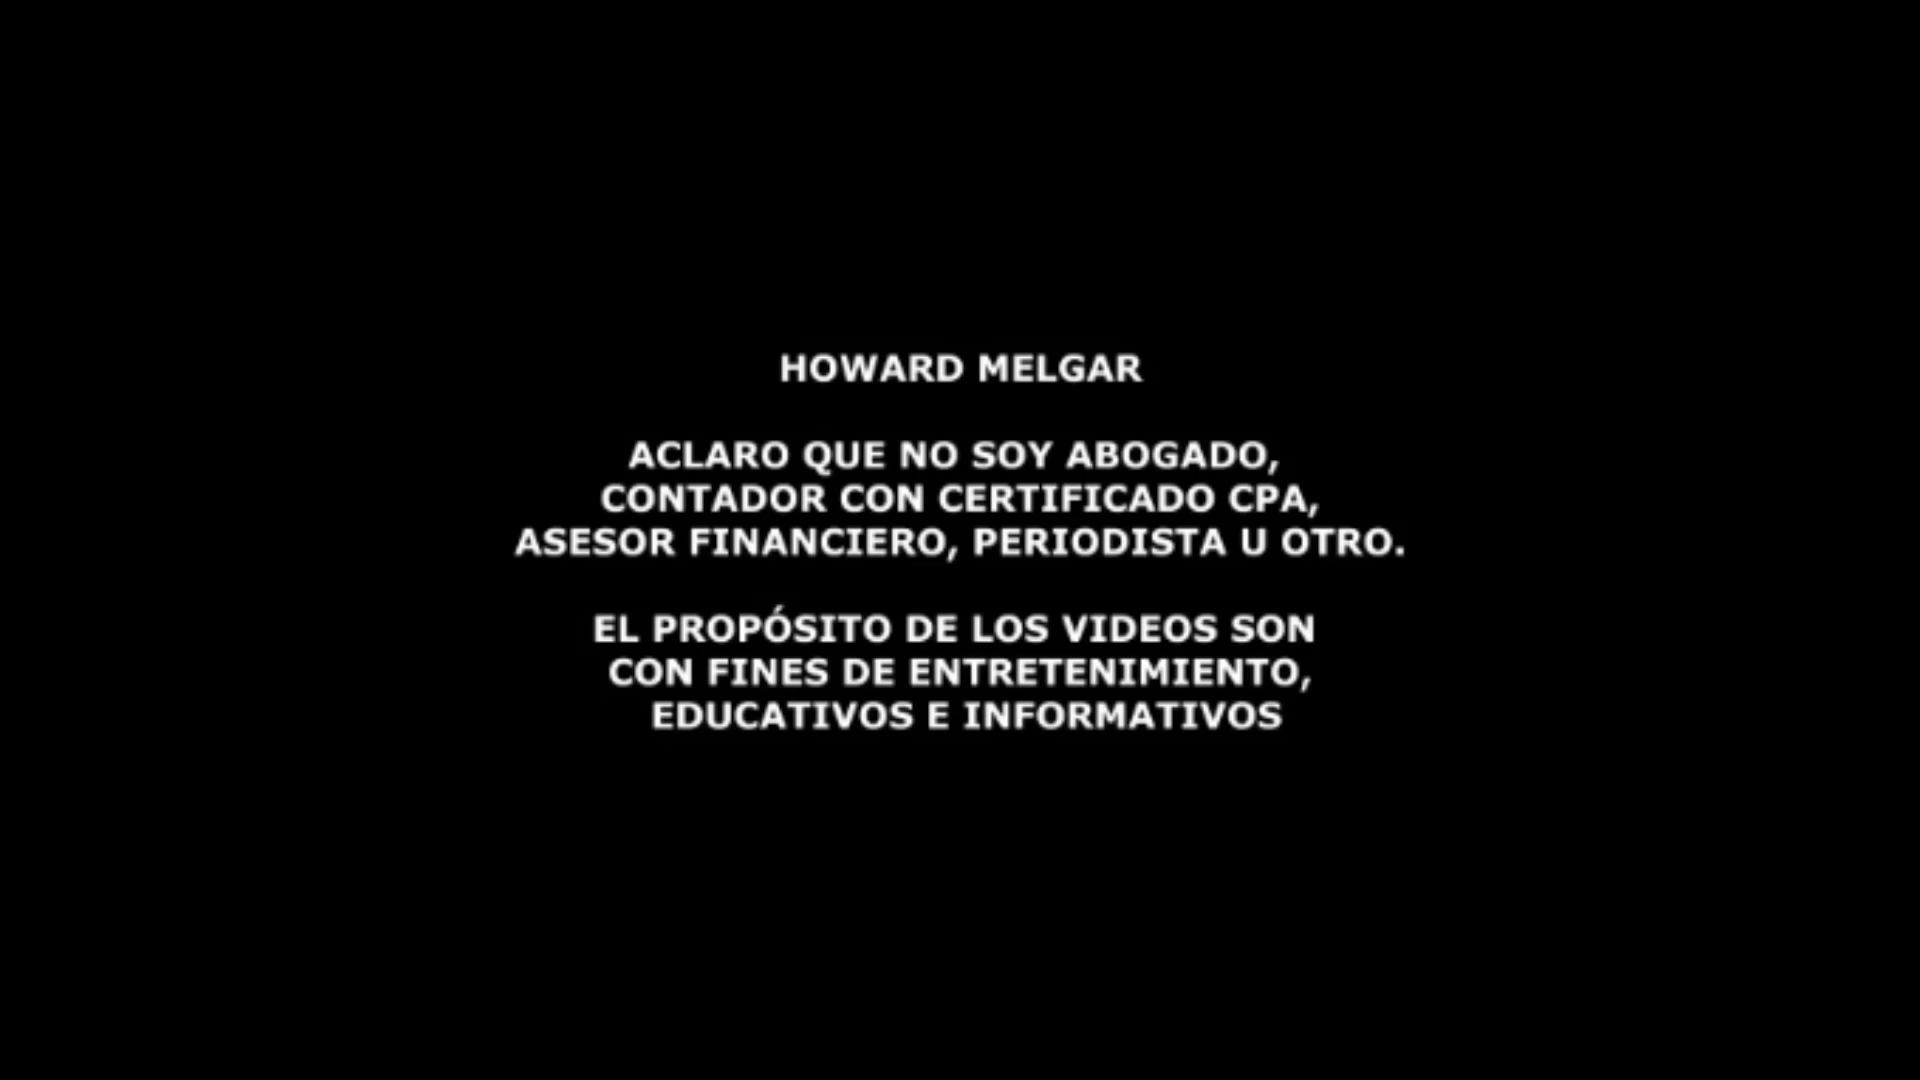 HOWARD MELGAR
ACLARO QUE NO SOY ABOGADO,
CONTADOR CON CERTIFICADO CPA,
ASESOR FINANCIERO, PERIODISTA U OTRO.
EL PROPÓSITO DE LOS VIDEOS SON
CON FINES DE ENTRETENIMIENTO,
EDUCATIVOS E INFORMATIVOS